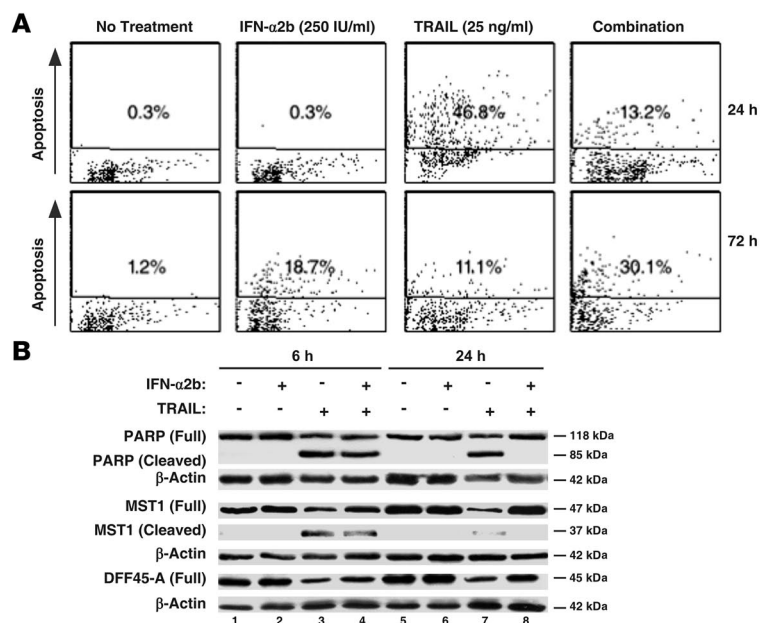 A
No Treatment IFN-α2b (250 IU/ml) TRAIL (25 ng/ml) Combination
Apoptosis 0.3% 0.3% 46.8% 13.2% 24 h
Apoptosis 1.2% 18.7% 11.1% 30.1% 72 h
B
6 h 24 h
IFN-α2b: - + - + - + - +
TRAIL: - - + + - - + +
PARP (Full) 118 kDa
PARP (Cleaved) 85 kDa
β-Actin 42 kDa
MST1 (Full) 47 kDa
MST1 (Cleaved) 37 kDa
β-Actin 42 kDa
DFF45-A (Full) 45 kDa
β-Actin 42 kDa
1 2 3 4 5 6 7 8